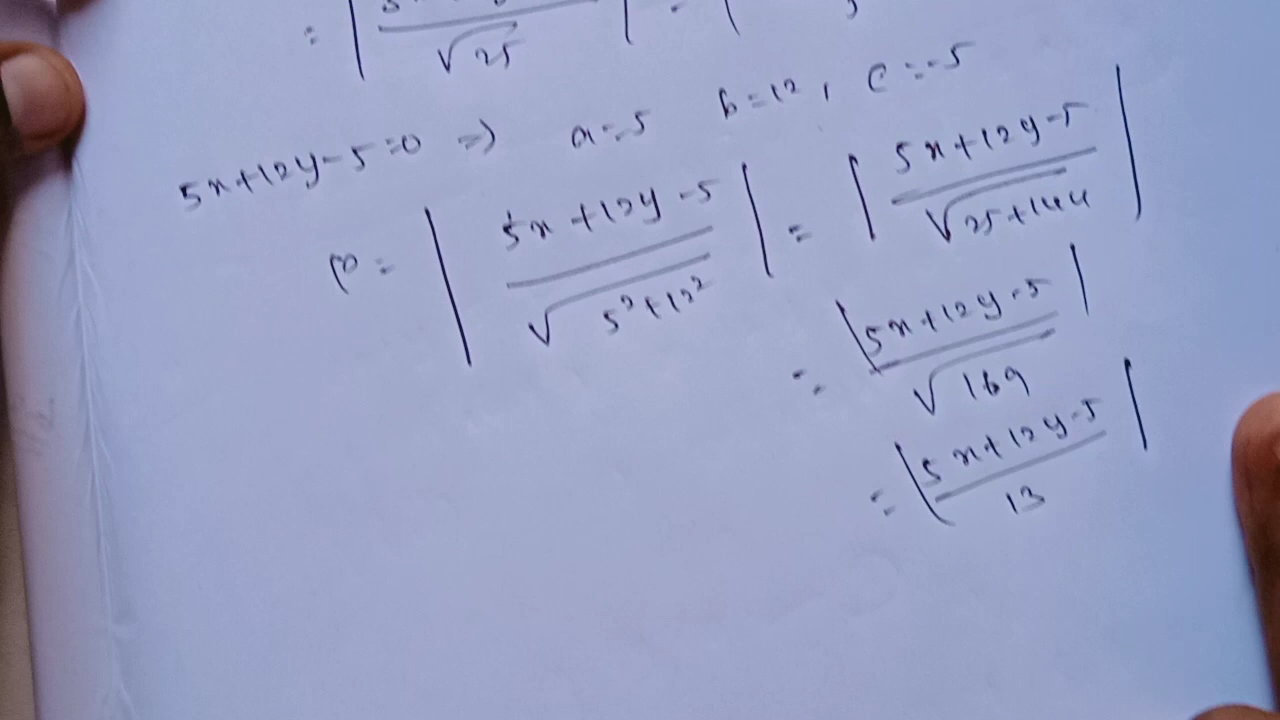 √25
5x+12y-5=0 => a=5 b=12, c=-5
p= | 5x+12y-5 / √5²+12² | = | 5x+12y-5 / √25+144 |
= | 5x+12y-5 / √169 |
= | 5x+12y-5 / 13 |